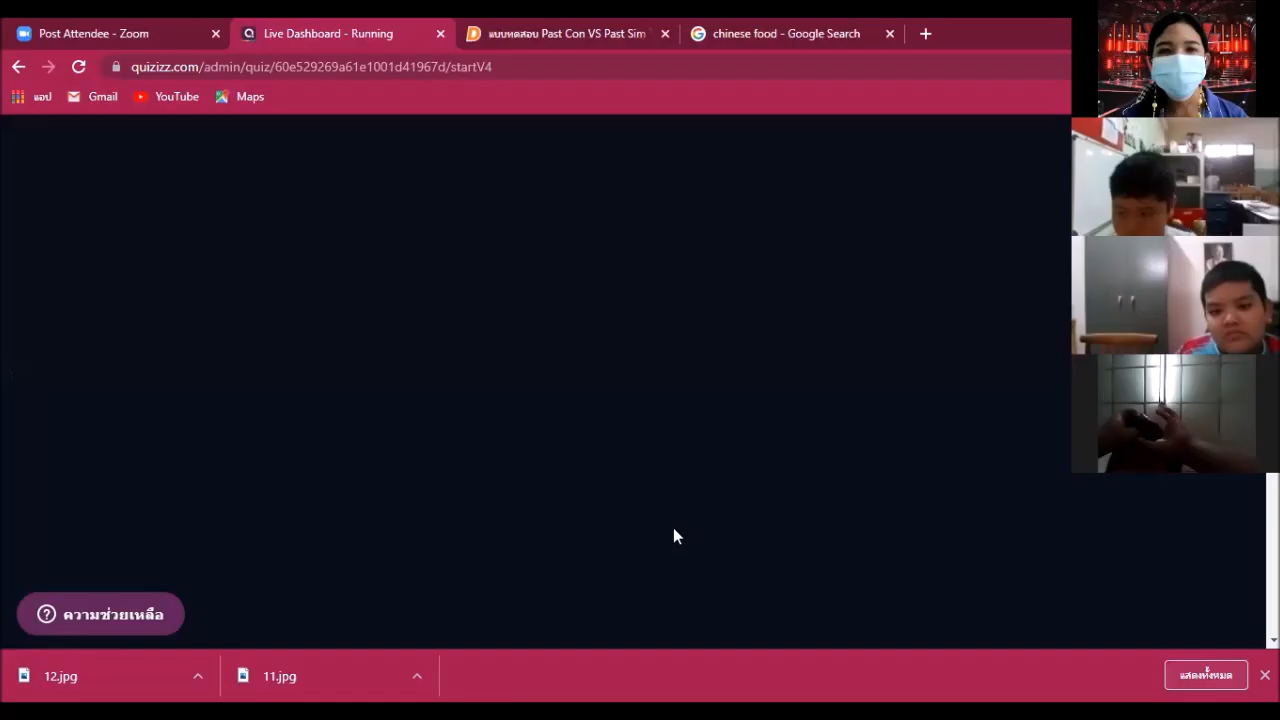 Post Attendee - Zoom
Live Dashboard - Running
แบบทดสอบ Past Con VS Past Sim
chinese food - Google Search
quizizz.com/admin/quiz/60e529269a61e1001d41967d/startV4
แอป
Gmail
YouTube
Maps
ความช่วยเหลือ
12.jpg
11.jpg
แสดงทั้งหมด